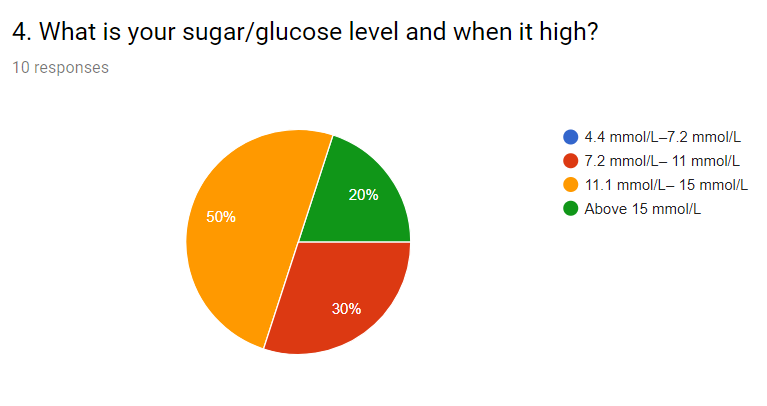 4. What is your sugar/glucose level and when it high?
10 responses
4.4 mmol/L–7.2 mmol/L
7.2 mmol/L– 11 mmol/L
11.1 mmol/L– 15 mmol/L
Above 15 mmol/L
20%
50%
30%